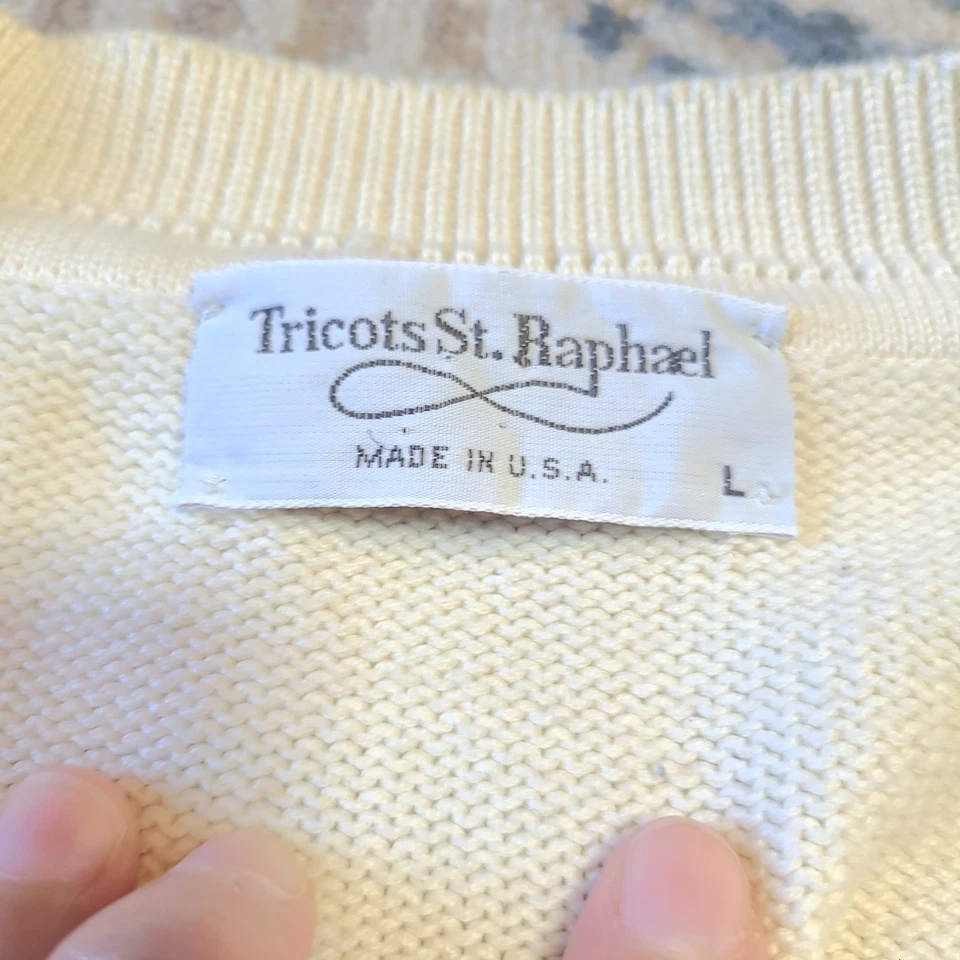 Tricots St. Raphael
MADE IN U.S.A.
L